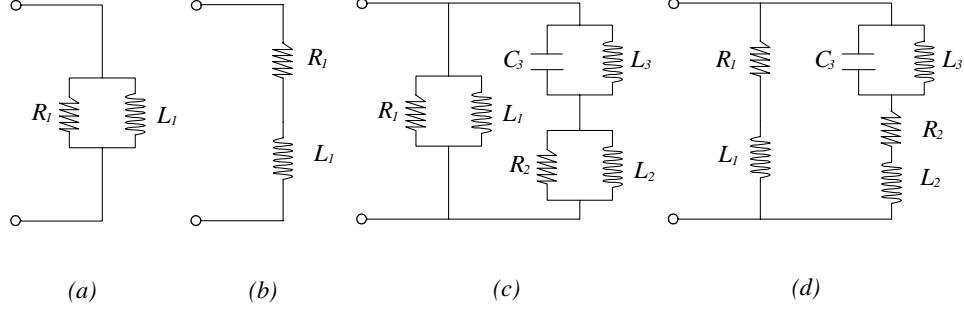 R1 L1
R1
L1
R1 L1
C3 L3
R2 L2
R1
L1
C3 L3
R2
L2
(a) (b) (c) (d)